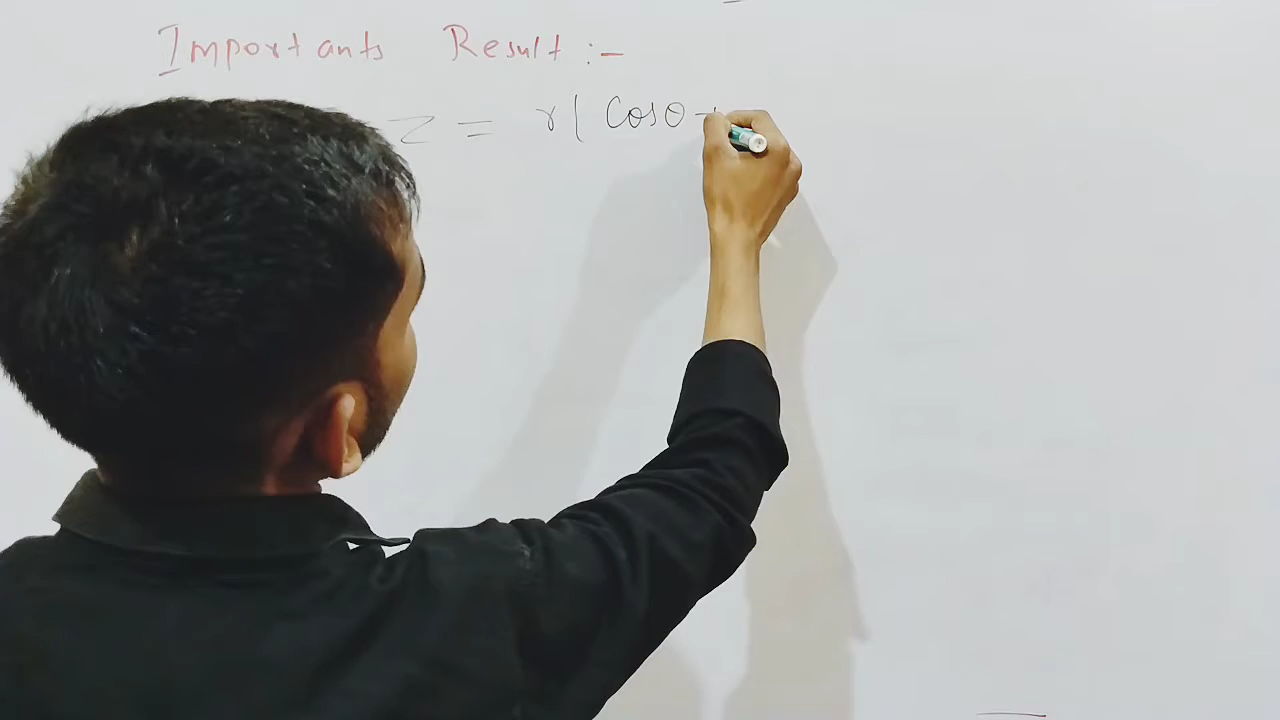 Importants Result :-
z = r( Cosθ +